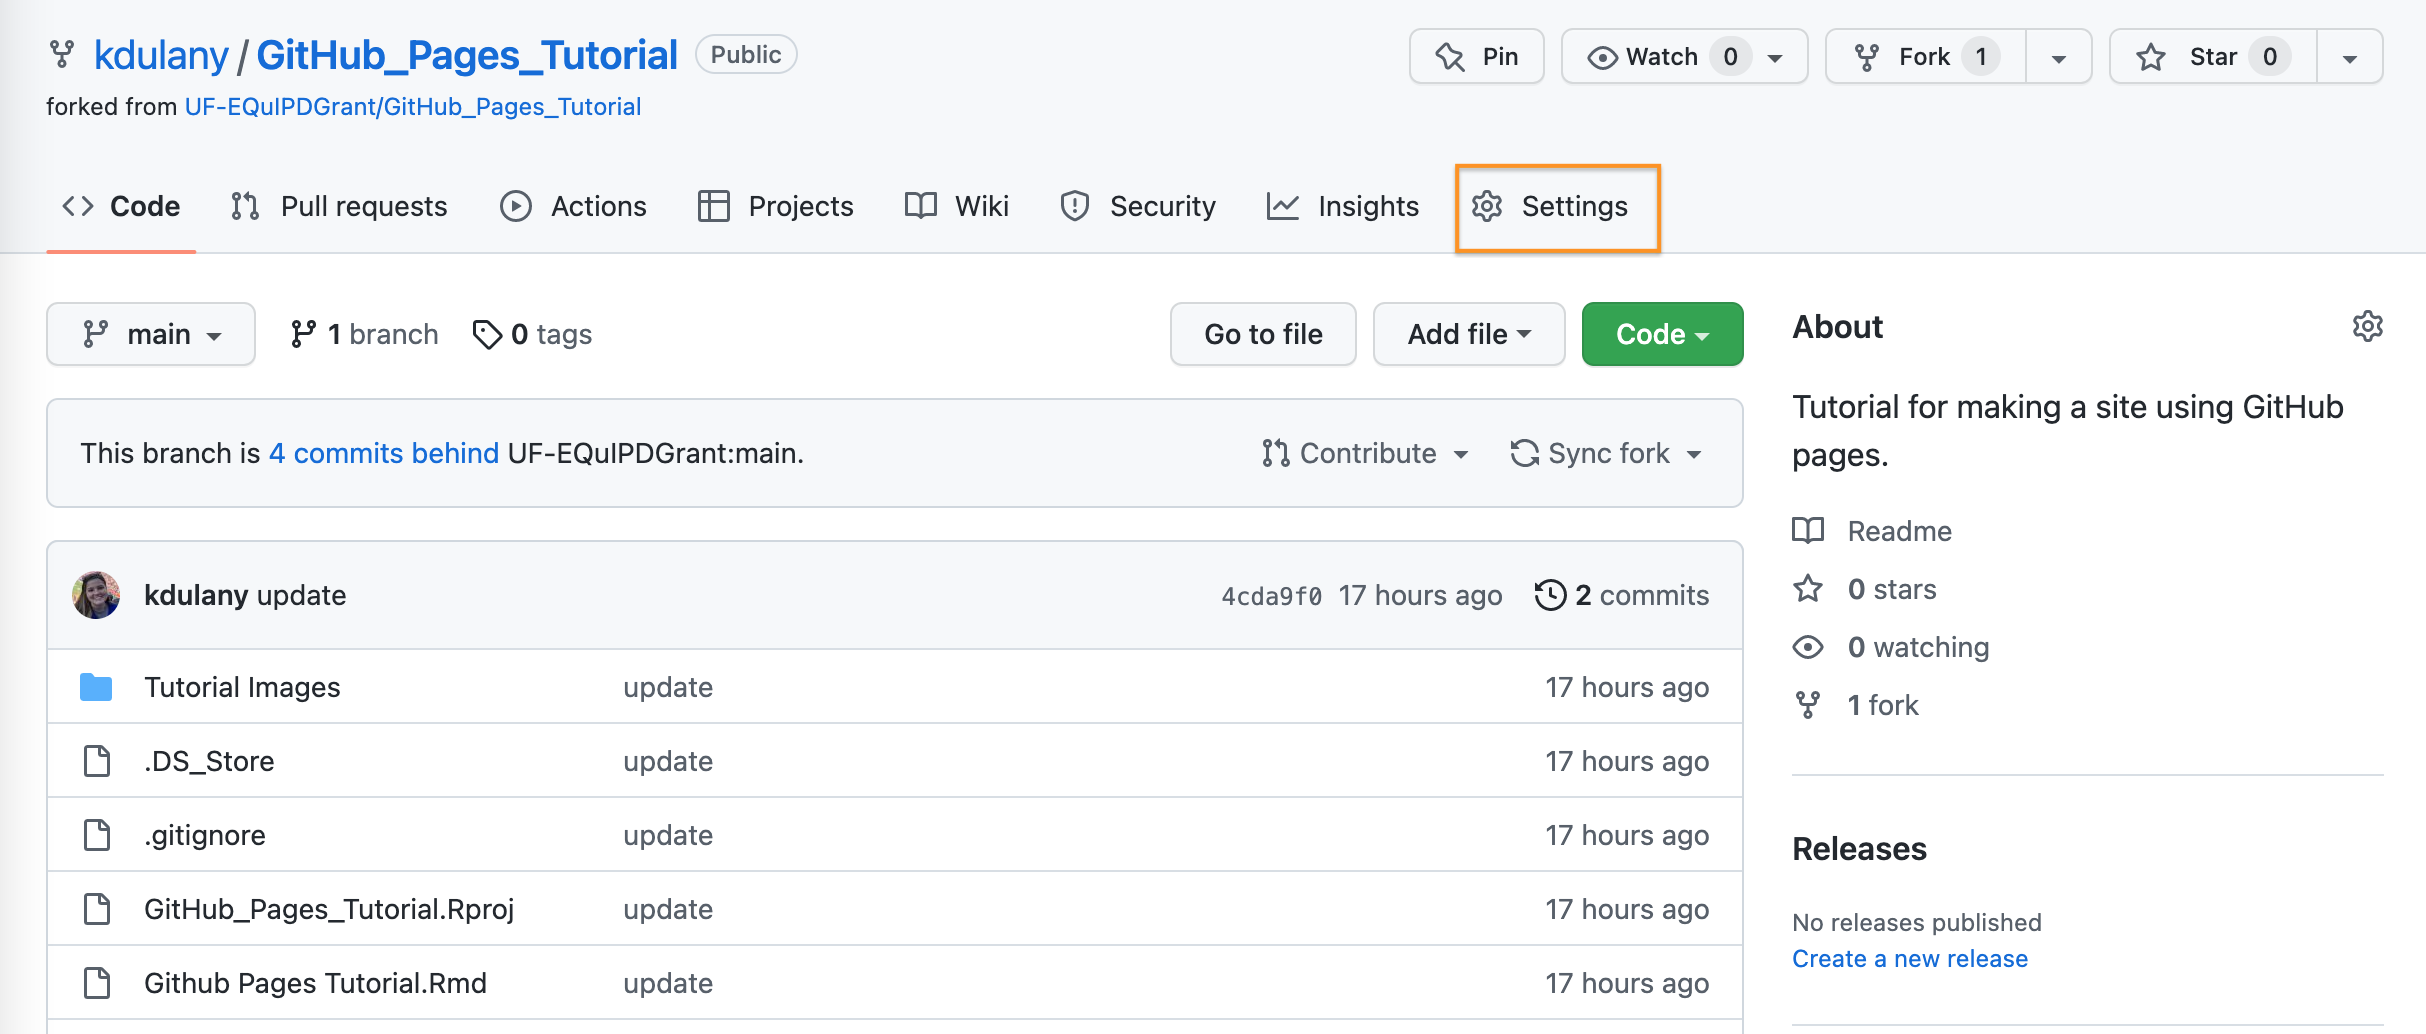 kdulany / GitHub_Pages_Tutorial Public Pin Watch 0 Fork 1 Star 0
forked from UF-EQuIPDGrant/GitHub_Pages_Tutorial
Code Pull requests Actions Projects Wiki Security Insights Settings
main 1 branch 0 tags Go to file Add file Code
About
Tutorial for making a site using GitHub
pages.
This branch is 4 commits behind UF-EQuIPDGrant:main. Contribute Sync fork
Readme
0 stars
0 watching
1 fork
kdulany update 4cda9f0 17 hours ago 2 commits
Tutorial Images update 17 hours ago
.DS_Store update 17 hours ago
.gitignore update 17 hours ago
GitHub_Pages_Tutorial.Rproj update 17 hours ago
Github Pages Tutorial.Rmd update 17 hours ago
Releases
No releases published
Create a new release